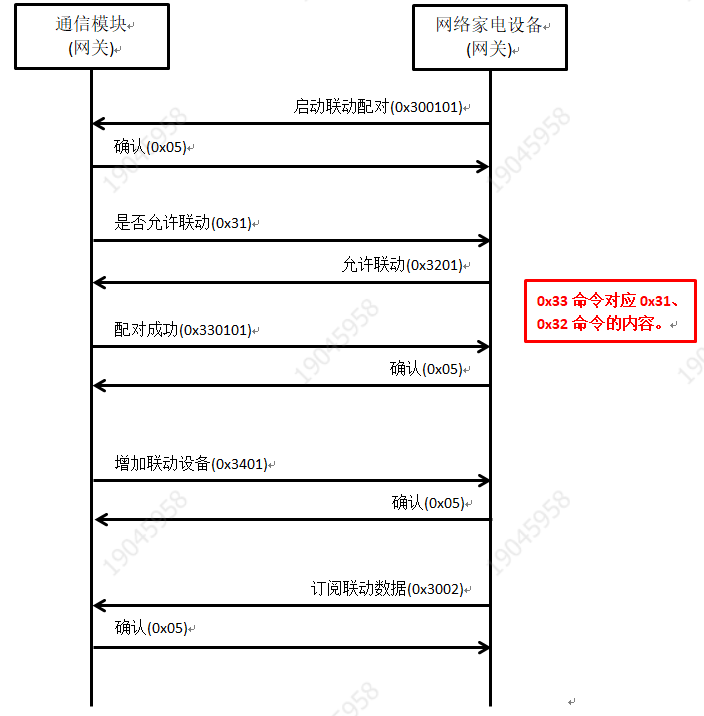 通信模块
(网关)
网络家电设备
(网关)
启动联动配对(0x300101)
确认(0x05)
是否允许联动(0x31)
允许联动(0x3201)
0x33 命令对应 0x31、
0x32 命令的内容。
配对成功(0x330101)
确认(0x05)
增加联动设备(0x3401)
确认(0x05)
订阅联动数据(0x3002)
确认(0x05)
19045958
19045958
19045958
19045958
19045958